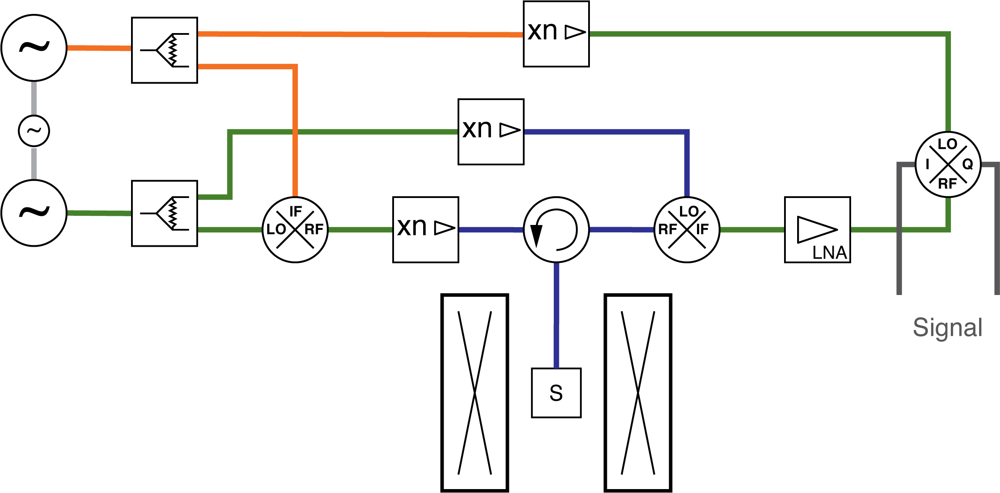 xn
~
xn
~
LO
I
Q
RF
~
IF
LO
RF
xn
LO
RF
IF
LNA
Signal
S